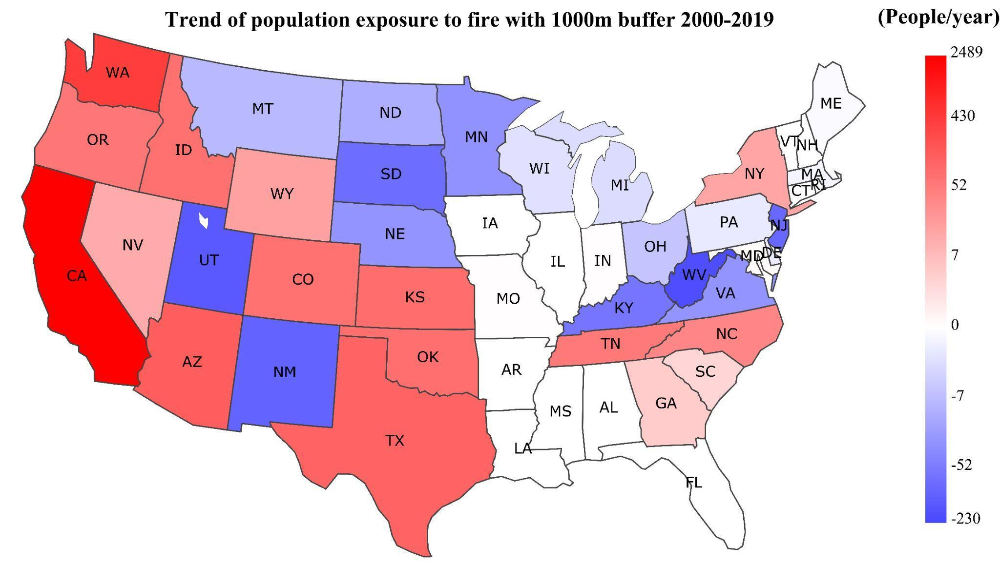 Trend of population exposure to fire with 1000m buffer 2000-2019
(People/year)
2489
430
52
7
0
-7
-52
-230
WA
OR
ID
MT
ND
MN
SD
WY
WI
MI
NE
IA
NV
UT
CO
CA
KS
MO
IL
IN
OH
PA
NY
VT
NH
ME
MA
RI
CT
NJ
MD
DE
WV
VA
KY
AZ
NM
OK
TX
AR
TN
NC
SC
GA
MS
AL
LA
FL